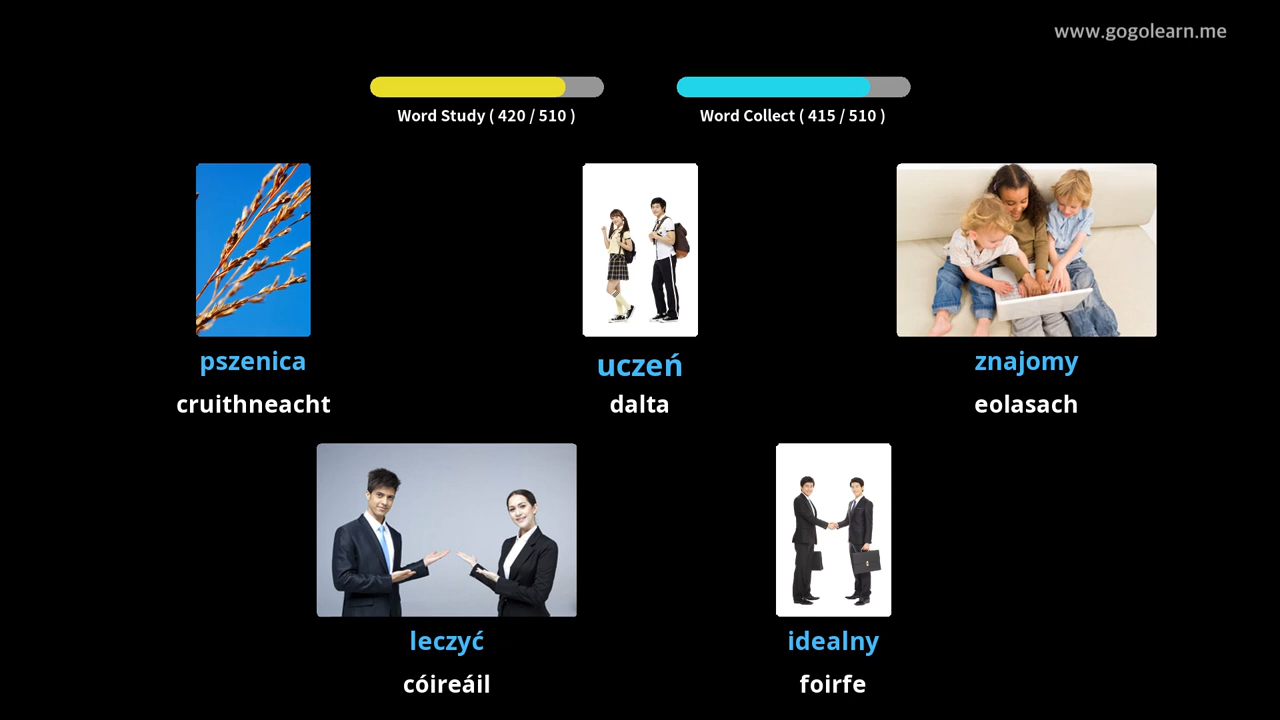 www.gogolearn.me
Word Study ( 420 / 510 )
Word Collect ( 415 / 510 )
pszenica
cruithneacht
uczeń
dalta
znajomy
eolasach
leczyć
cóireáil
idealny
foirfe